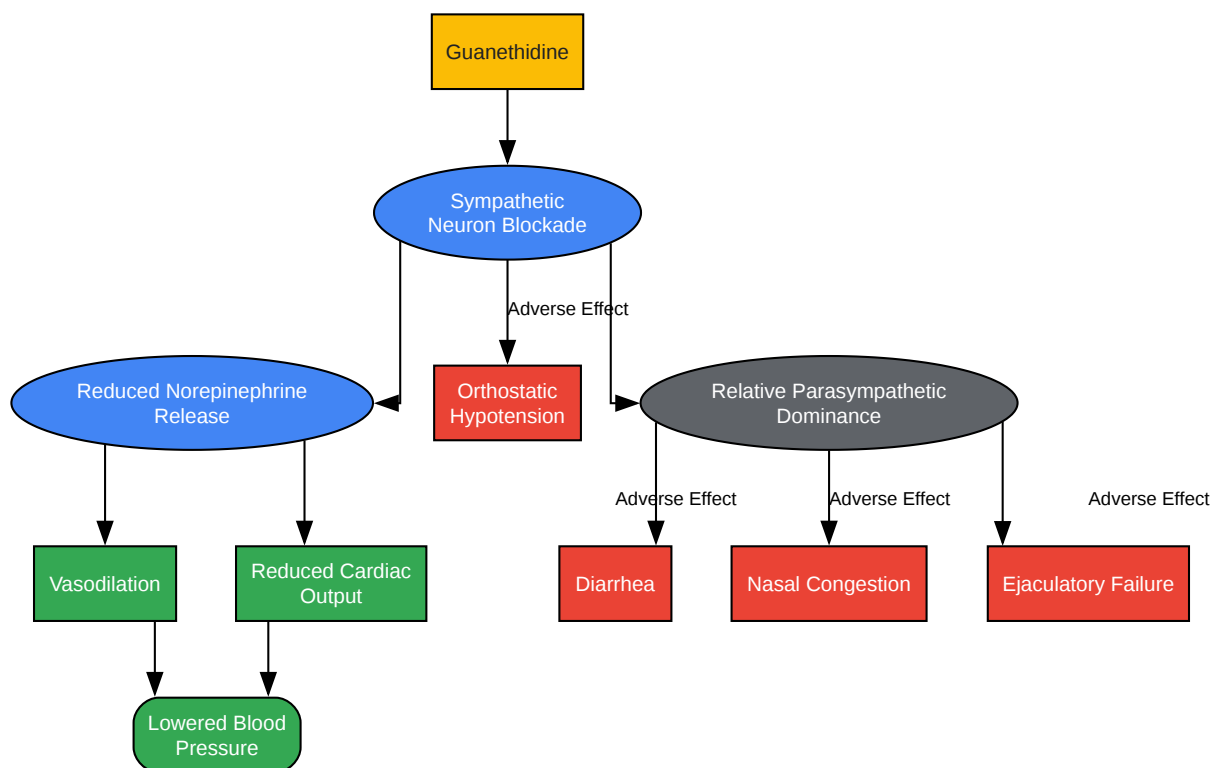 Guanethidine
Sympathetic
Neuron Blockade
Adverse Effect
Reduced Norepinephrine
Release
Orthostatic
Hypotension
Relative Parasympathetic
Dominance
Adverse Effect
Adverse Effect
Adverse Effect
Vasodilation
Reduced Cardiac
Output
Diarrhea
Nasal Congestion
Ejaculatory Failure
Lowered Blood
Pressure